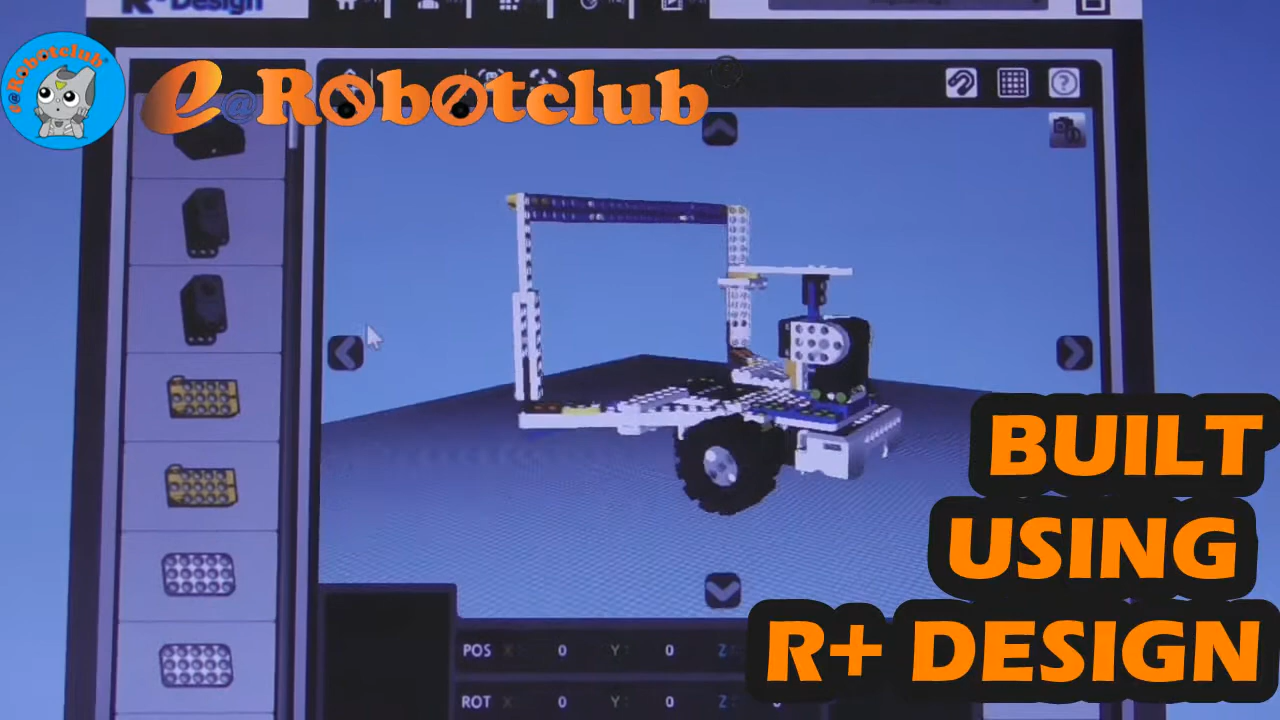 R+Design
e@Robotclub
e@Robotclub
BUILT
USING
R+ DESIGN
POS X: 0 Y: 0 Z:
ROT X 0 Y: 0 Z: 0